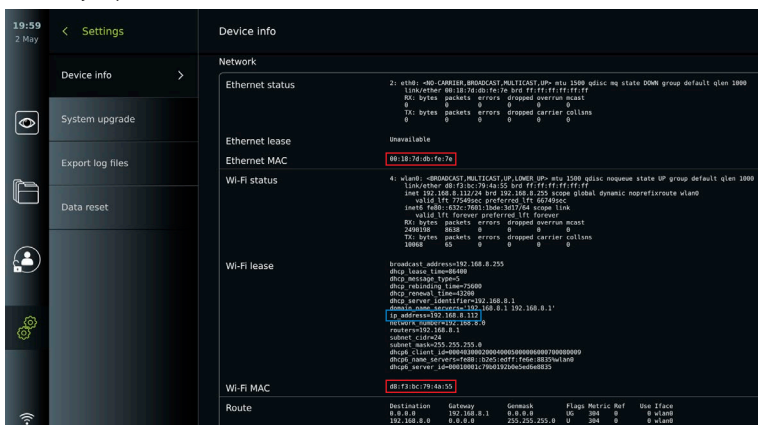 19:59
2 May
Settings
Device info
Device info
System upgrade
Export log files
Data reset
Network
Ethernet status
2: eth0: <NO-CARRIER,BROADCAST,MULTICAST,UP> mtu 1500 qdisc mq state DOWN group default qlen 1000
link/ether 00:18:7d:db:fe:7e brd ff:ff:ff:ff:ff:ff
RX: bytes packets errors dropped overrun mcast
0 0 0 0 0 0
TX: bytes packets errors dropped carrier collsns
0 0 0 0 0 0
Ethernet lease
Unavailable
Ethernet MAC
00:18:7d:db:fe:7e
Wi-Fi status
4: wlan0: <BROADCAST,MULTICAST,UP,LOWER_UP> mtu 1500 qdisc noqueue state UP group default qlen 1000
link/ether d8:f3:bc:79:4a:55 brd ff:ff:ff:ff:ff:ff
inet 192.168.8.112/24 brd 192.168.8.255 scope global dynamic noprefixroute wlan0
valid_lft 77549sec preferred_lft 66749sec
inet6 fe80::632c:7601:1bde:3d17/64 scope link
valid_lft forever preferred_lft forever
RX: bytes packets errors dropped overrun mcast
2490198 8638 0 0 0 0
TX: bytes packets errors dropped carrier collsns
10068 65 0 0 0 0
Wi-Fi lease
broadcast_address=192.168.8.255
dhcp_lease_time=86400
dhcp_message_type=5
dhcp_rebinding_time=75600
dhcp_renewal_time=43200
dhcp_server_identifier=192.168.8.1
domain_name_servers='192.168.8.1 192.168.8.1'
ip_address=192.168.8.112
network_number=192.168.8.0
routers=192.168.8.1
subnet_cidr=24
subnet_mask=255.255.255.0
dhcp6_name_servers=fe80::b2e5:edff:fe6e:8835%wlan0
dhcp6_server_id=00010001c79b0192b0e5ed6e8835
Wi-Fi MAC
d8:f3:bc:79:4a:55
Route
Destination Gateway Genmask Flags Metric Ref Use Iface
0.0.0.0 192.168.8.1 0.0.0.0 UG 304 0 0 wlan0
192.168.8.0 0.0.0.0 255.255.255.0 U 304 0 0 wlan0